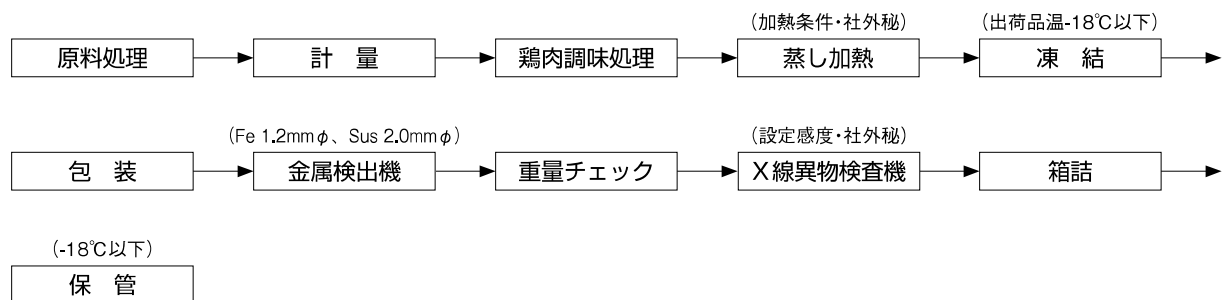 (加熱条件・社外秘) (出荷品温-18℃以下)
原料処理 計 量 鶏肉調味処理 蒸し加熱 凍 結
(Fe 1.2mmφ、Sus 2.0mmφ) (設定感度・社外秘)
包 装 金属検出機 重量チェック X線異物検査機 箱詰
(-18℃以下)
保 管